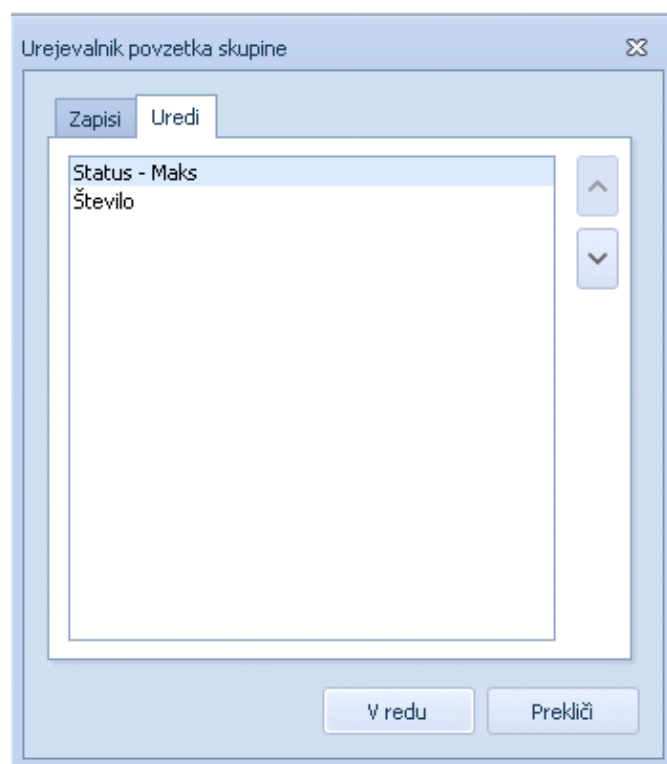 Urejevalnik povzetka skupine
Zapisi Uredi
Status - Maks
Število
V redu Prekliči